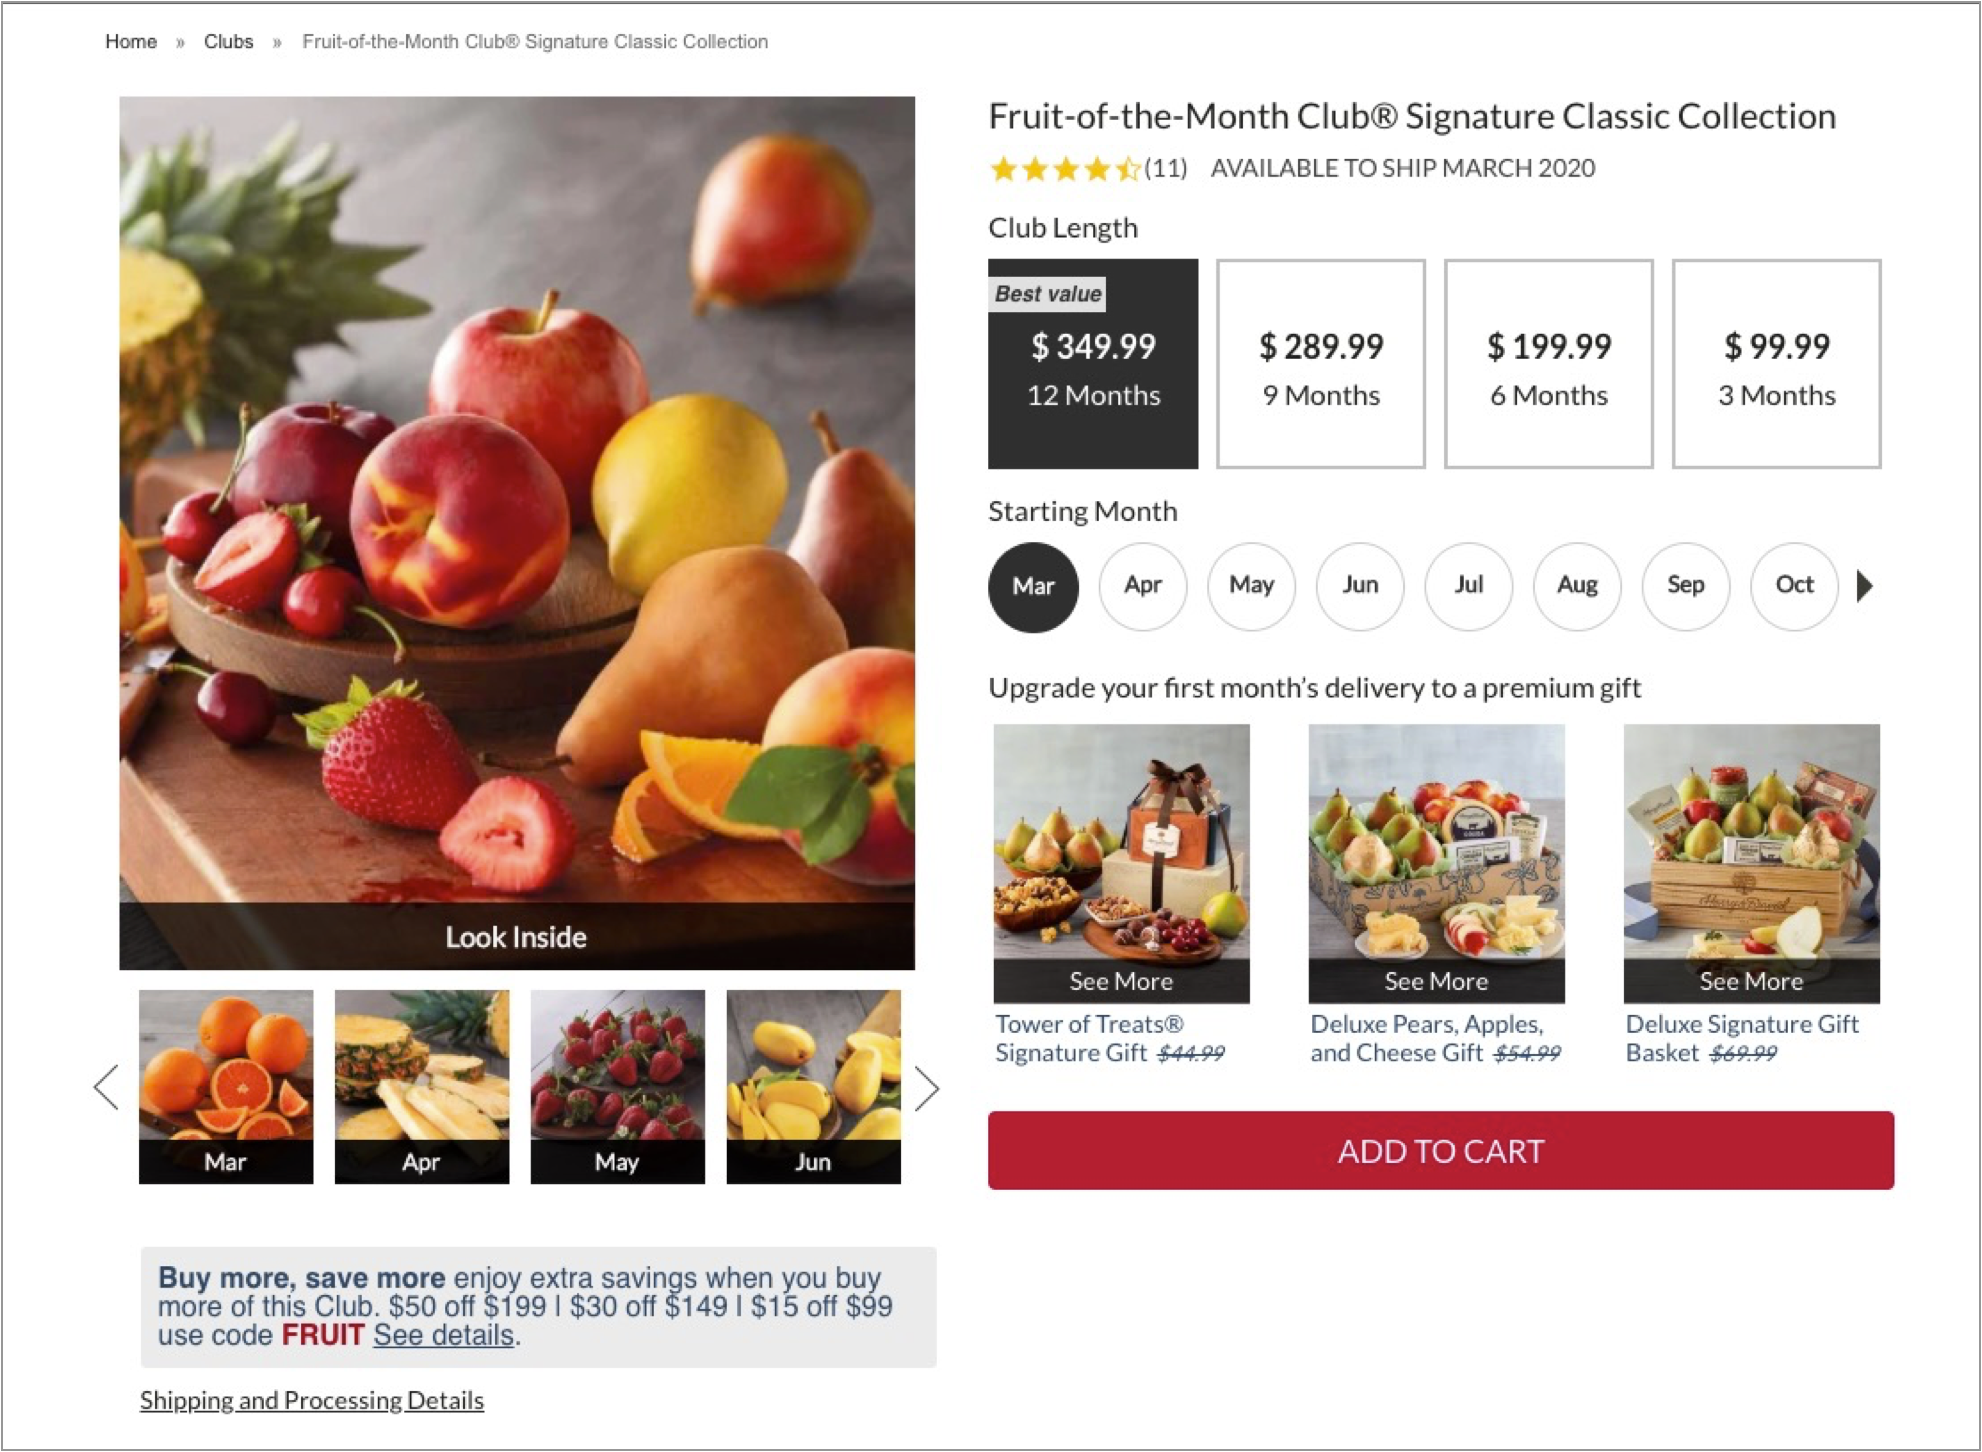 Home » Clubs » Fruit-of-the-Month Club® Signature Classic Collection
Look Inside
Mar
Apr
May
Jun
Buy more, save more enjoy extra savings when you buy
more of this Club. $50 off $199 | $30 off $149 | $15 off $99
use code FRUIT See details.
Shipping and Processing Details
Fruit-of-the-Month Club® Signature Classic Collection
(11) AVAILABLE TO SHIP MARCH 2020
Club Length
Best value
$ 349.99
12 Months
$ 289.99
9 Months
$ 199.99
6 Months
$ 99.99
3 Months
Starting Month
Mar Apr May Jun Jul Aug Sep Oct
Upgrade your first month’s delivery to a premium gift
See More
Tower of Treats®
Signature Gift $44.99
See More
Deluxe Pears, Apples,
and Cheese Gift $54.99
See More
Deluxe Signature Gift
Basket $69.99
ADD TO CART